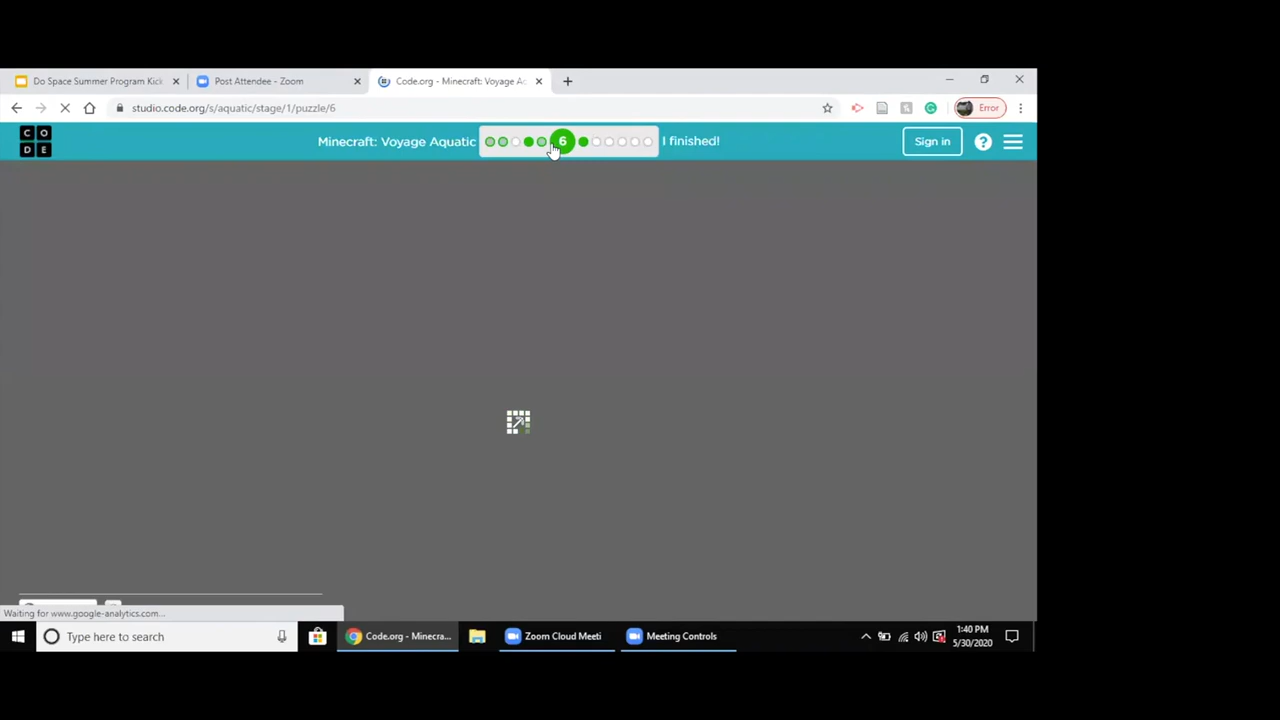 Do Space Summer Program Kick
Post Attendee - Zoom
Code.org - Minecraft: Voyage Ac
studio.code.org/s/aquatic/stage/1/puzzle/6
Error
C O
D E
Minecraft: Voyage Aquatic
6
I finished!
Sign in
?
Waiting for www.google-analytics.com...
Type here to search
Code.org - Minecra...
Zoom Cloud Meeti
Meeting Controls
1:40 PM
5/30/2020